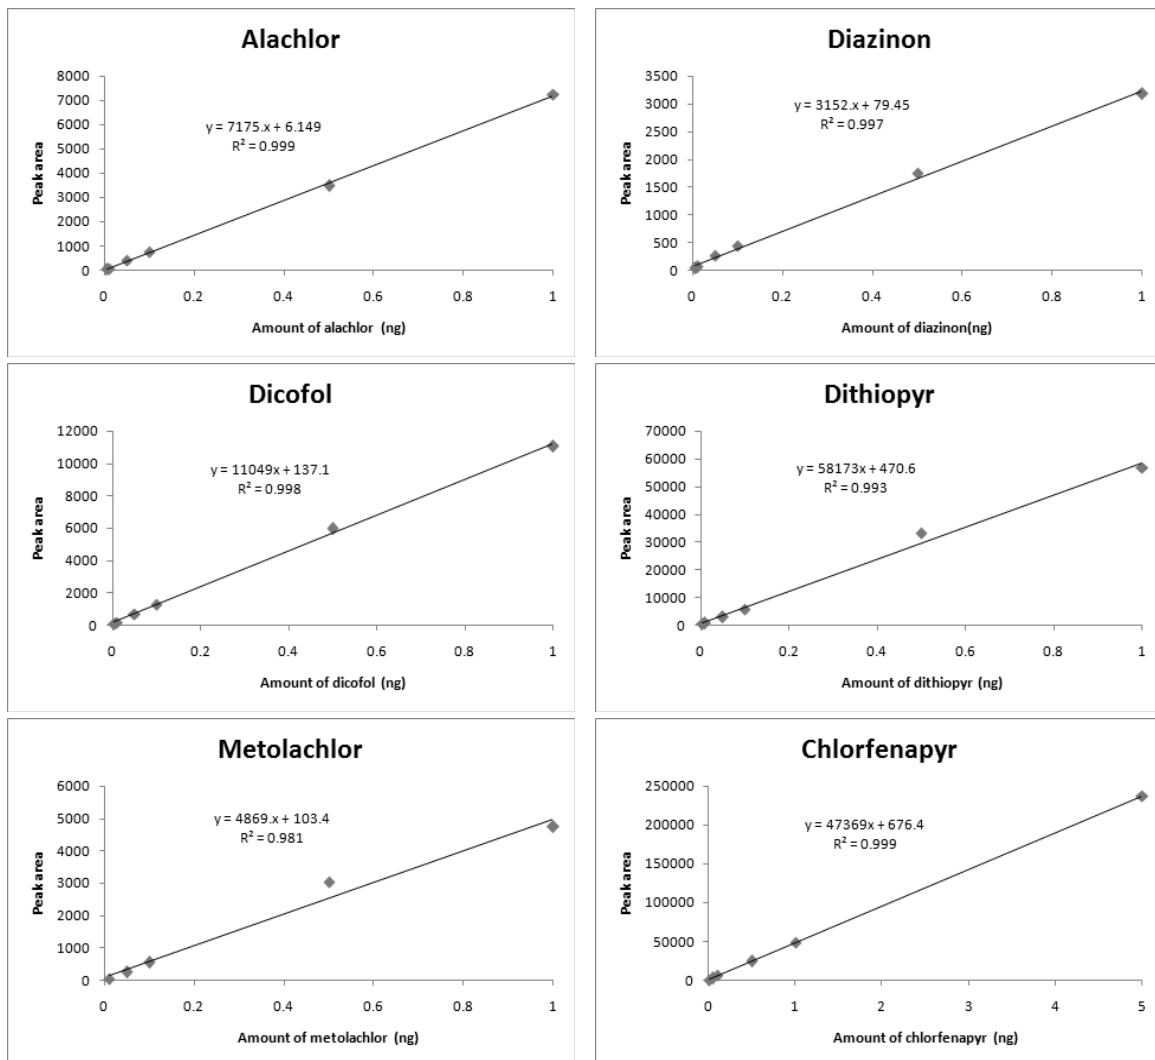 Alachlor
8000
7000
6000
5000
4000
3000
2000
1000
0
Peak area
y = 7175.x + 6.149
R² = 0.999
0 0.2 0.4 0.6 0.8 1
Amount of alachlor (ng)
Diazinon
3500
3000
2500
2000
1500
1000
500
0
Peak area
y = 3152.x + 79.45
R² = 0.997
0 0.2 0.4 0.6 0.8 1
Amount of diazinon(ng)
Dicofol
12000
10000
8000
6000
4000
2000
0
Peak area
y = 11049x + 137.1
R² = 0.998
0 0.2 0.4 0.6 0.8 1
Amount of dicofol (ng)
Dithiopyr
70000
60000
50000
40000
30000
20000
10000
0
Peak area
y = 58173x + 470.6
R² = 0.993
0 0.2 0.4 0.6 0.8 1
Amount of dithiopyr (ng)
Metolachlor
6000
5000
4000
3000
2000
1000
0
Peak area
y = 4869.x + 103.4
R² = 0.981
0 0.2 0.4 0.6 0.8 1
Amount of metolachlor (ng)
Chlorfenapyr
250000
200000
150000
100000
50000
0
Peak area
y = 47369x + 676.4
R² = 0.999
0 1 2 3 4 5
Amount of chlorfenapyr (ng)